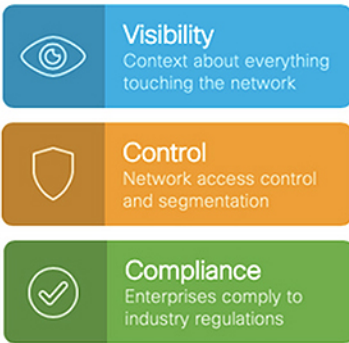 Visibility
Context about everything
touching the network
Control
Network access control
and segmentation
Compliance
Enterprises comply to
industry regulations